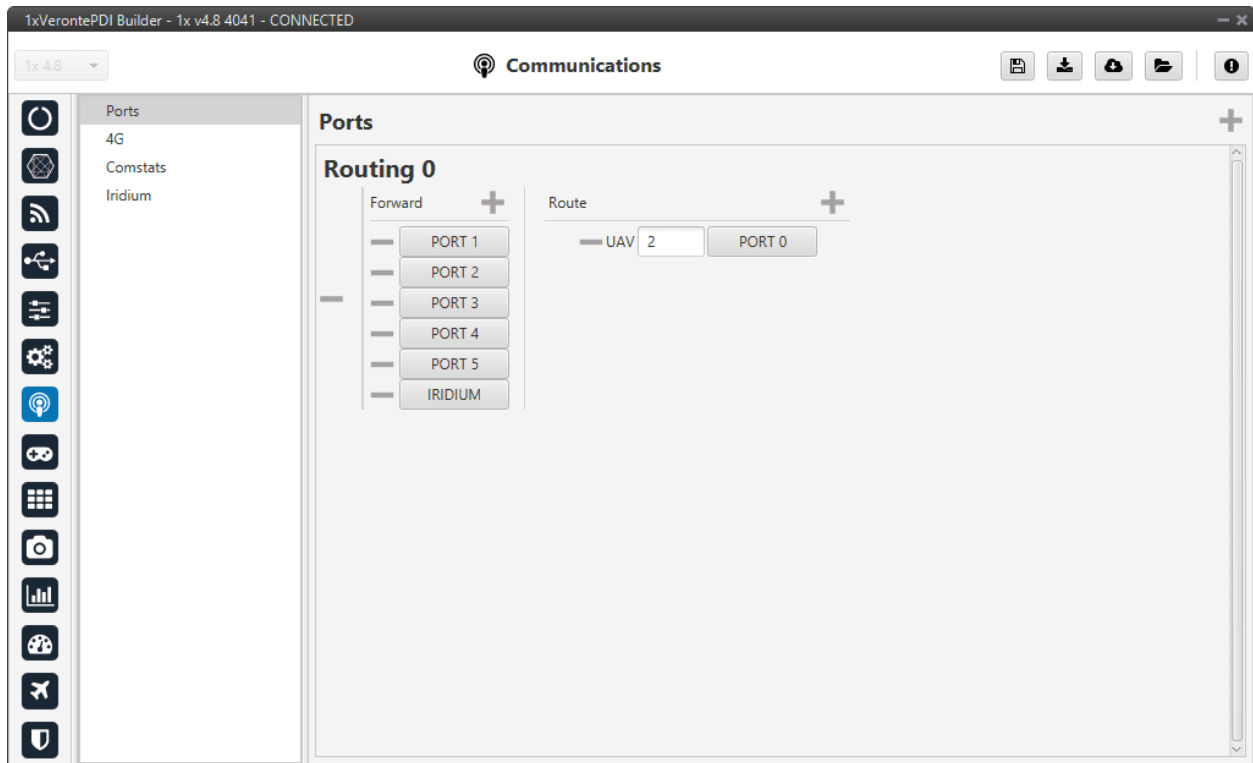 1xVerontePDI Builder - 1x v4.8 4041 - CONNECTED
1x 4.8
Communications
Ports
4G
Comstats
Iridium
Ports
Routing 0
Forward
PORT 1
PORT 2
PORT 3
PORT 4
PORT 5
IRIDIUM
Route
UAV 2 PORT 0